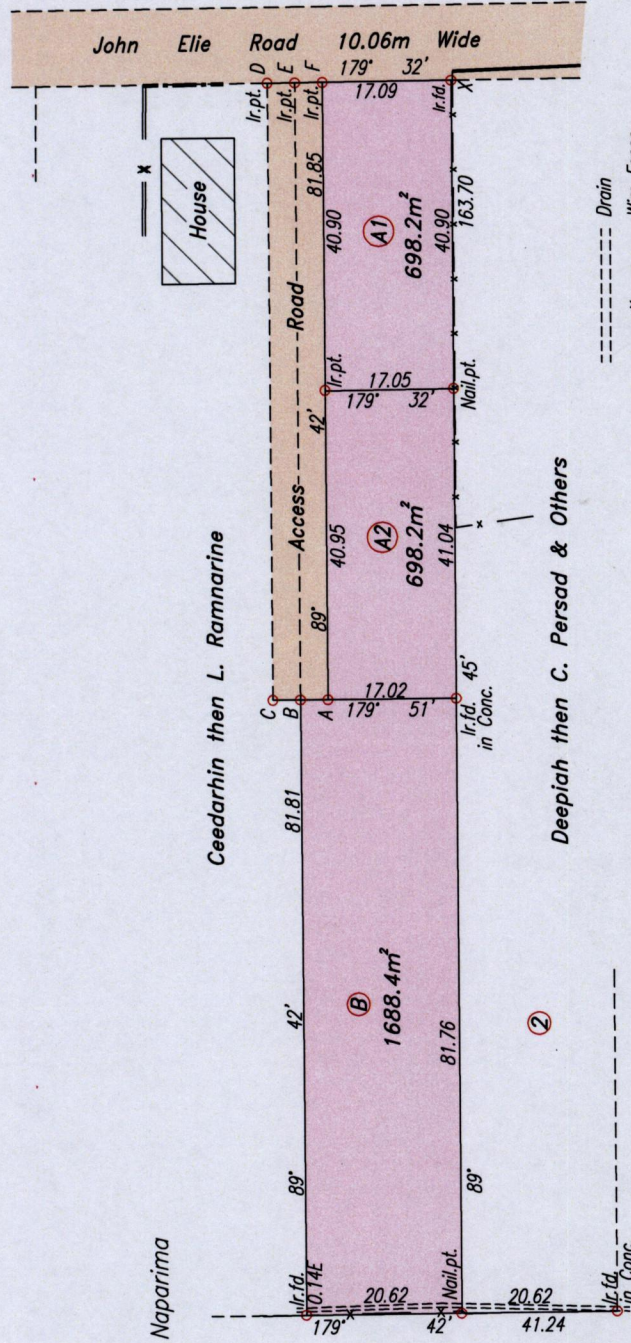 John Elie Road 10.06m Wide
D
E
F
179° 32'
17.09
Ir.pt.
Ir.pt.
Ir.pt.
Ir.fd.
X
House
81.85
40.90
A1
698.2m²
40.90
163.70
Access Road
Ir.pt.
17.05
179° 32'
Nail.pt.
42'
40.95
A2
698.2m²
41.04
89°
45'
C
B
A
17.02
179° 51'
Ir.fd.
in Conc.
Ceedarhin then L. Ramnarine
Deepiah then C. Persad & Others
Drain
81.81
42'
B
1688.4m²
81.76
2
89°
89°
Naparima
Ir.fd.
0.14E
Nail.pt.
20.62
20.62
179° 42'
41.24
Ir.fd.
in Conc.